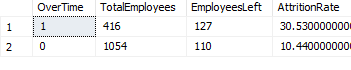 OverTime TotalEmployees EmployeesLeft AttritionRate
1 1 416 127 30.530000000
2 0 1054 110 10.440000000